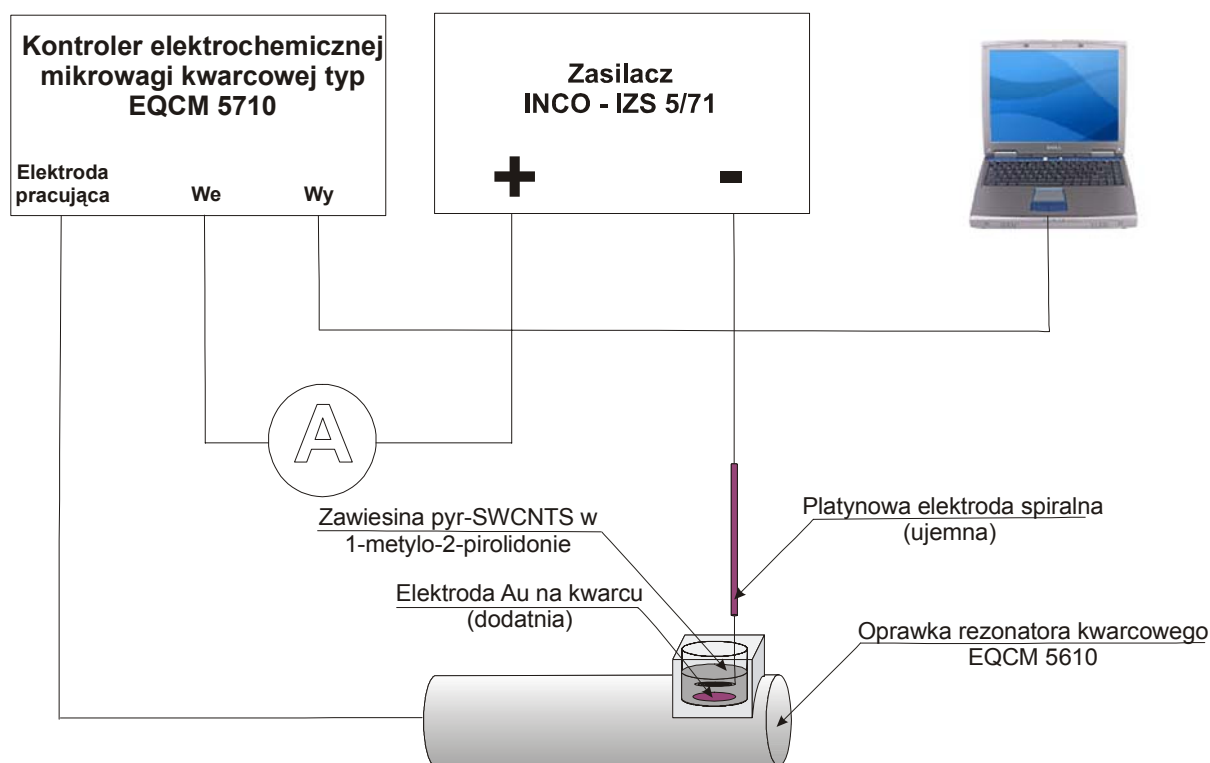 Kontroler elektrochemicznej
mikrowagi kwarcowej typ
EQCM 5710
Elektroda
pracująca
We
Wy
Zasilacz
INCO - IZS 5/71
+
-
A
Zawiesina pyr-SWCNTS w
1-metylo-2-pirolidonie
Elektroda Au na kwarcu
(dodatnia)
Platynowa elektroda spiralna
(ujemna)
Oprawka rezonatora kwarcowego
EQCM 5610